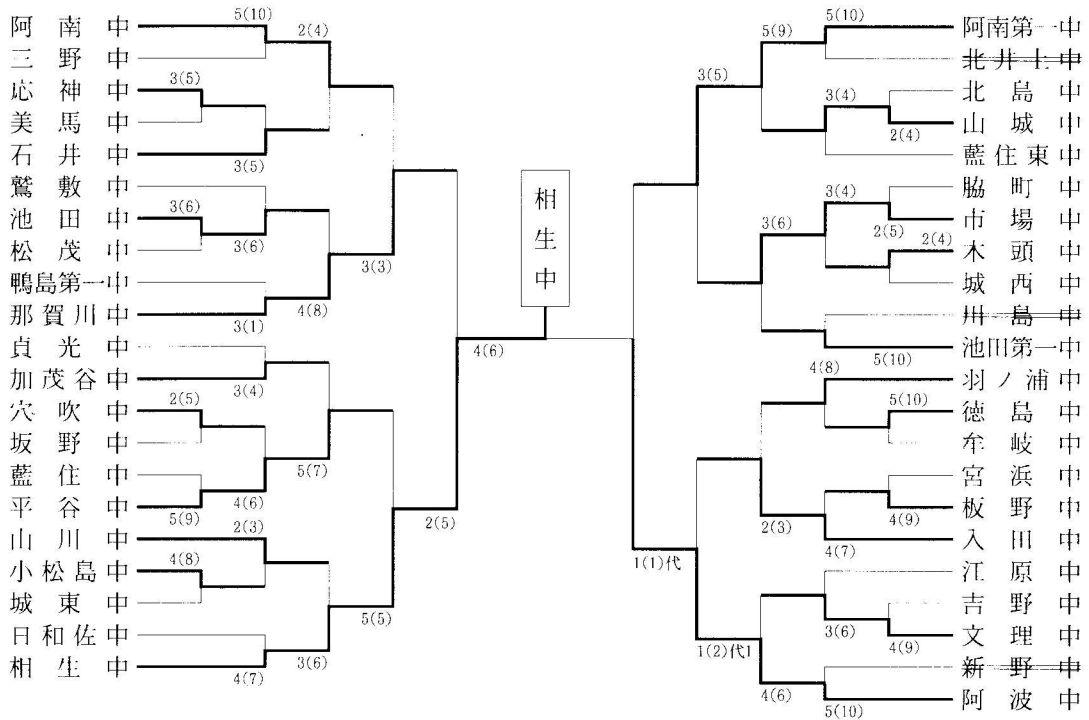 5(10)
阿南中
2(4)
三野中
3(5)
応神中
美馬中
石井中
3(5)
鷲敷中
3(6)
池田中
3(6)
松茂中
3(3)
鴨島第一中
4(8)
那賀川中
3(1)
貞光中
4(6)
加茂谷中
3(4)
2(5)
穴吹中
坂野中
5(7)
藍住中
4(6)
平谷中
5(9)
2(5)
2(3)
山川中
4(8)
小松島中
城東中
5(5)
日和佐中
3(6)
相生中
4(7)
相生中
5(10)
阿南第一中
5(9)
北井上中
3(5)
北島中
3(4)
山城中
2(4)
藍住東中
脇町中
3(4)
市場中
2(5)
3(6)
2(4)
木頭中
城西中
川島中
池田第一中
5(10)
4(8)
羽ノ浦中
5(10)
徳島中
牟岐中
宮浜中
板野中
4(9)
2(3)
入田中
4(7)
1(1)代
江原中
吉野中
3(6)
文理中
4(9)
1(2)代1
新野中
4(6)
阿波中
5(10)